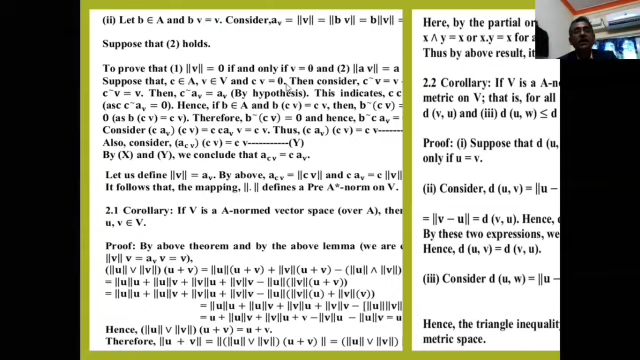 (ii) Let b ∈ A and b v = v. Consider, a_v = ‖v‖ = ‖b v‖ = b‖v‖ =
Suppose that (2) holds.
To prove that (1) ‖v‖ = 0 if and only if v = 0 and (2) ‖a v‖ = a
Suppose that c ∈ A, v ∈ V and c v = 0. Then consider, c~v = v
c~v = v. Then c~a_v = a_v (By hypothesis). This indicates, c c
(as c c~a_v = 0). Hence if b ∈ A and b (c v) = c v, then, b~(c v) =
0 (as b (c v) = c v). Therefore, b~(c v) = 0 and hence, b~c a_v =
Consider (c a_v) (c v) = c ca_v v = c v. Thus, (c a_v) (c v) = c v----
Also, consider, (a_cv) (c v) = c v-----------(Y)
By (X) and (Y), we conclude that a_cv = c a_v.
Let us define ‖v‖ = a_v. By above, a_cv = ‖c v‖ and c a_v = c ‖v‖
It follows that, the mapping, ‖.‖ defines a Pre A*-norm on V.
2.1 Corollary: If V is a A-normed vector space (over A), then
u, v ∈ V.
Proof: By above theorem and by the above lemma (we are c
‖v‖ v = a_v v = v).
(‖u‖ ∨ ‖v‖) (u + v) = ‖u‖(u + v) + ‖v‖(u + v) − (‖u‖ ∧ ‖v‖
= ‖u‖u + ‖u‖v + ‖v‖u + ‖v‖v − ‖u‖(‖v‖(u + v)
= ‖u‖u + ‖u‖v + ‖v‖u + ‖v‖v − ‖u‖(‖v‖(u) + ‖v‖(v)
= ‖u‖u + ‖u‖v + ‖v‖u + ‖v‖v − [‖u‖‖v‖
= u + ‖u‖v + ‖v‖u + v − ‖v‖u − ‖u‖v = u
Hence, (‖u‖ ∨ ‖v‖) (u + v) = u + v.
Therefore, ‖u + v‖ = ‖(‖u‖ ∨ ‖v‖) (u + v) ‖ = (‖u‖ ∨ ‖v‖)
Here, by the partial or
x ∧ y = x or x.y = x for a
Thus by above result, it
2.2 Corollary: If V is A
metric on V; that is, for all
d (v, u) and (iii) d (u, w) ≤ d
Proof: (i) Suppose that d (u,
only if u = v.
(ii) Consider, d (u, v) = ‖u −
= ‖v − u‖ = d (v, u). Hence, d
By these two expressions, we
Hence, d (u, v) = d (v, u).
(iii) Consider d (u, w) = ‖u
Hence, the triangle inequality
metric space.